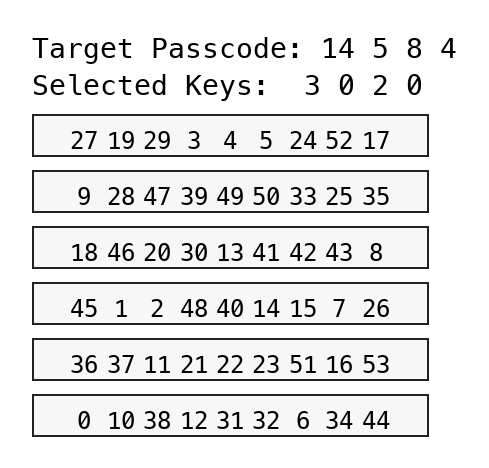 Target Passcode: 14 5 8 4
Selected Keys: 3 0 2 0
27 19 29 3 4 5 24 52 17
9 28 47 39 49 50 33 25 35
18 46 20 30 13 41 42 43 8
45 1 2 48 40 14 15 7 26
36 37 11 21 22 23 51 16 53
0 10 38 12 31 32 6 34 44